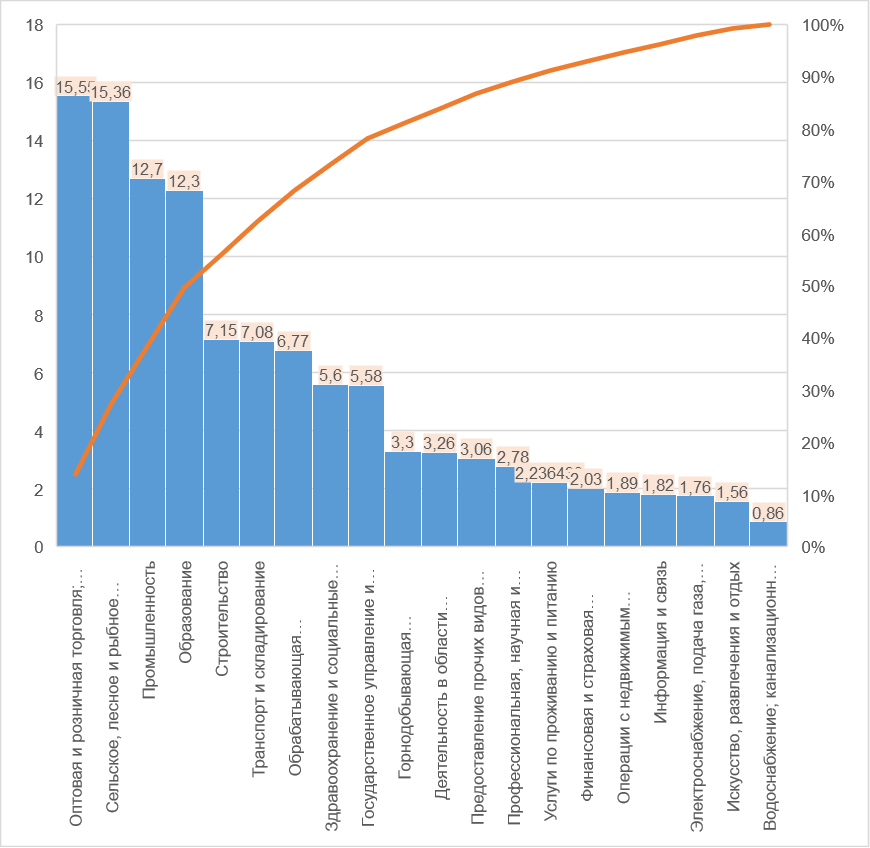 18
16
14
12
10
8
6
4
2
0
100%
90%
80%
70%
60%
50%
40%
30%
20%
10%
0%
15,55
15,36
12,7
12,3
7,15
7,08
6,77
5,6
5,58
3,3
3,26
3,06
2,78
2,03
1,89
1,82
1,76
1,56
0,86
Оптовая и розничная торговля;...
Сельское, лесное и рыбное...
Промышленность
Образование
Строительство
Транспорт и складирование
Обрабатывающая...
Здравоохранение и социальные...
Государственное управление и...
Горнодобывающая...
Деятельность в области...
Предоставление прочих видов...
Профессиональная, научная и...
Услуги по проживанию и питанию
Финансовая и страховая...
Операции с недвижимым...
Информация и связь
Электроснабжение, подача газа,...
Искусство, развлечения и отдых
Водоснабжение; канализационн...